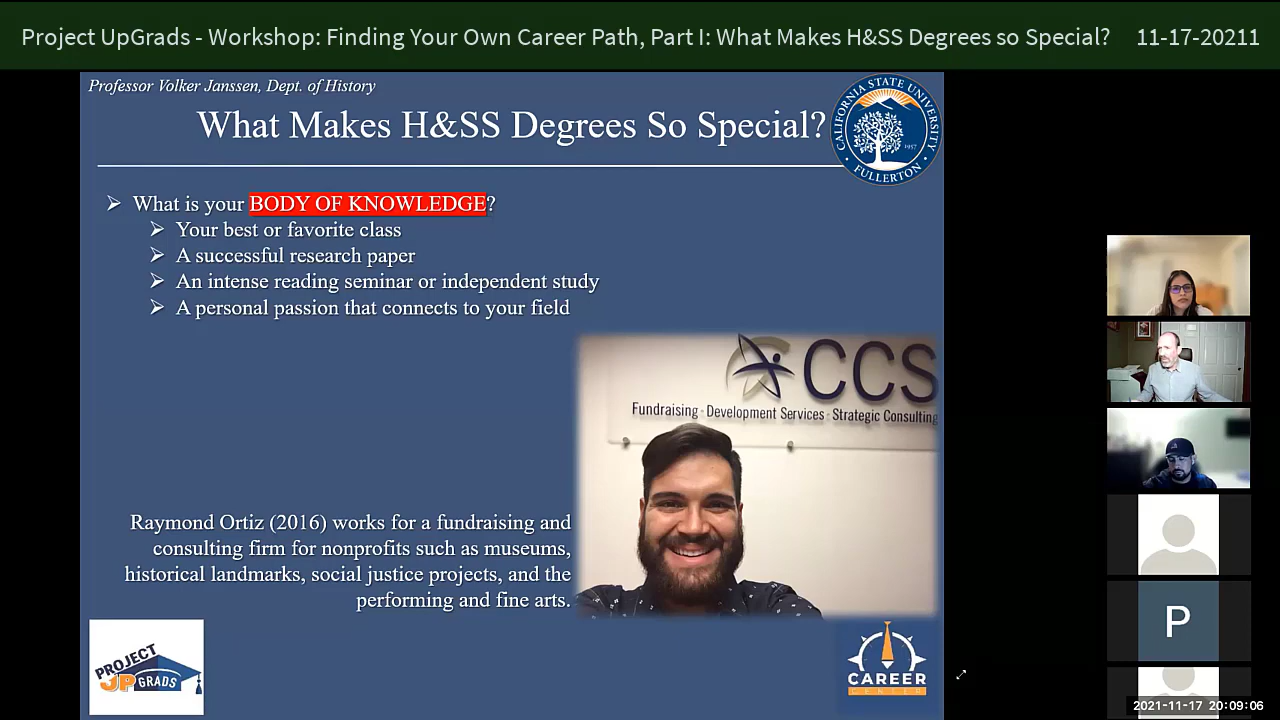 Project UpGrads - Workshop: Finding Your Own Career Path, Part I: What Makes H&SS Degrees so Special? 11-17-20211
Professor Volker Janssen, Dept. of History
What Makes H&SS Degrees So Special?
CALIFORNIA STATE UNIVERSITY
1957
FULLERTON
➢ What is your BODY OF KNOWLEDGE?
➢ Your best or favorite class
➢ A successful research paper
➢ An intense reading seminar or independent study
➢ A personal passion that connects to your field
CCS
Fundraising · Development Services · Strategic Consulting
Raymond Ortiz (2016) works for a fundraising and
consulting firm for nonprofits such as museums,
historical landmarks, social justice projects, and the
performing and fine arts.
PROJECT
UPGRADS
CAREER
CENTER
P
2021-11-17 20:09:06